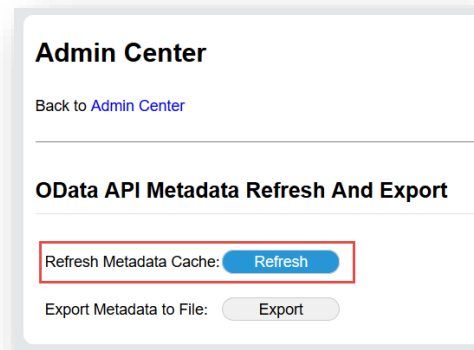 Admin Center
Back to Admin Center
OData API Metadata Refresh And Export
Refresh Metadata Cache: Refresh
Export Metadata to File: Export